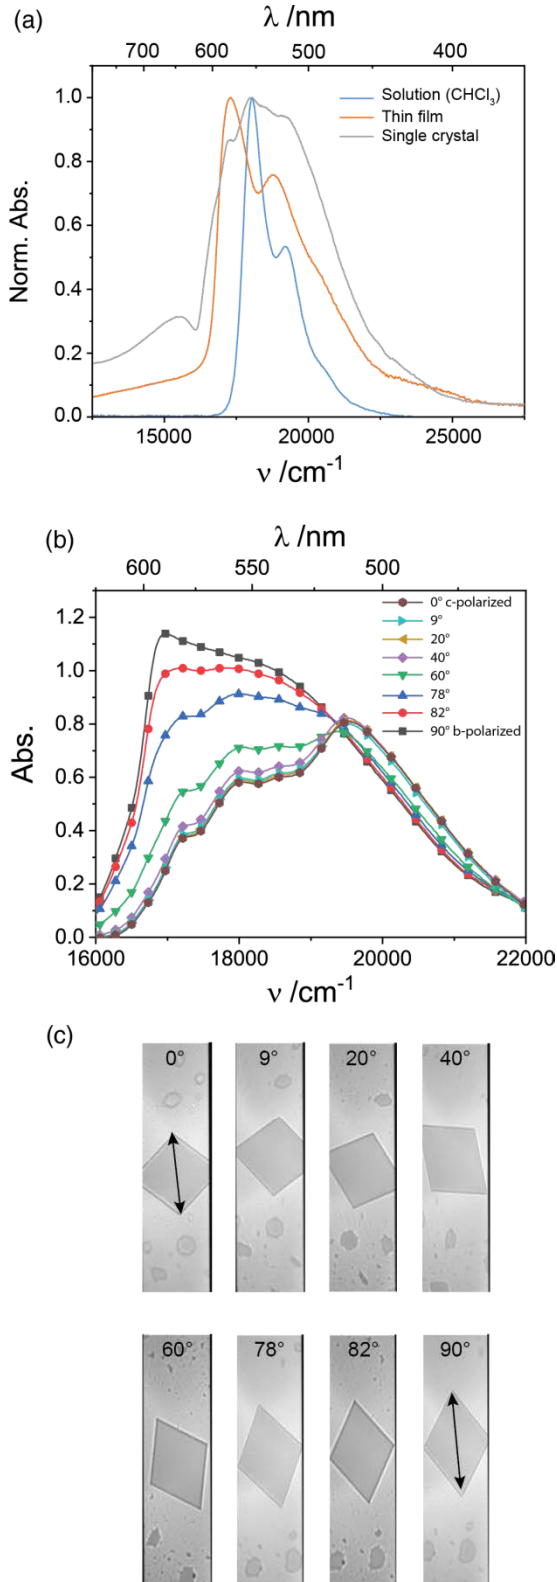 (a)
λ /nm
700 600 500 400
Solution (CHCl₃)
Thin film
Single crystal
1.0
0.8
0.6
0.4
0.2
0.0
Norm. Abs.
15000 20000 25000
ν /cm⁻¹
(b)
λ /nm
600 550 500
0° c-polarized
9°
20°
40°
60°
78°
82°
90° b-polarized
1.2
1.0
0.8
0.6
0.4
0.2
0.0
Abs.
16000 18000 20000 22000
ν /cm⁻¹
(c)
0° 9° 20° 40°
60° 78° 82° 90°